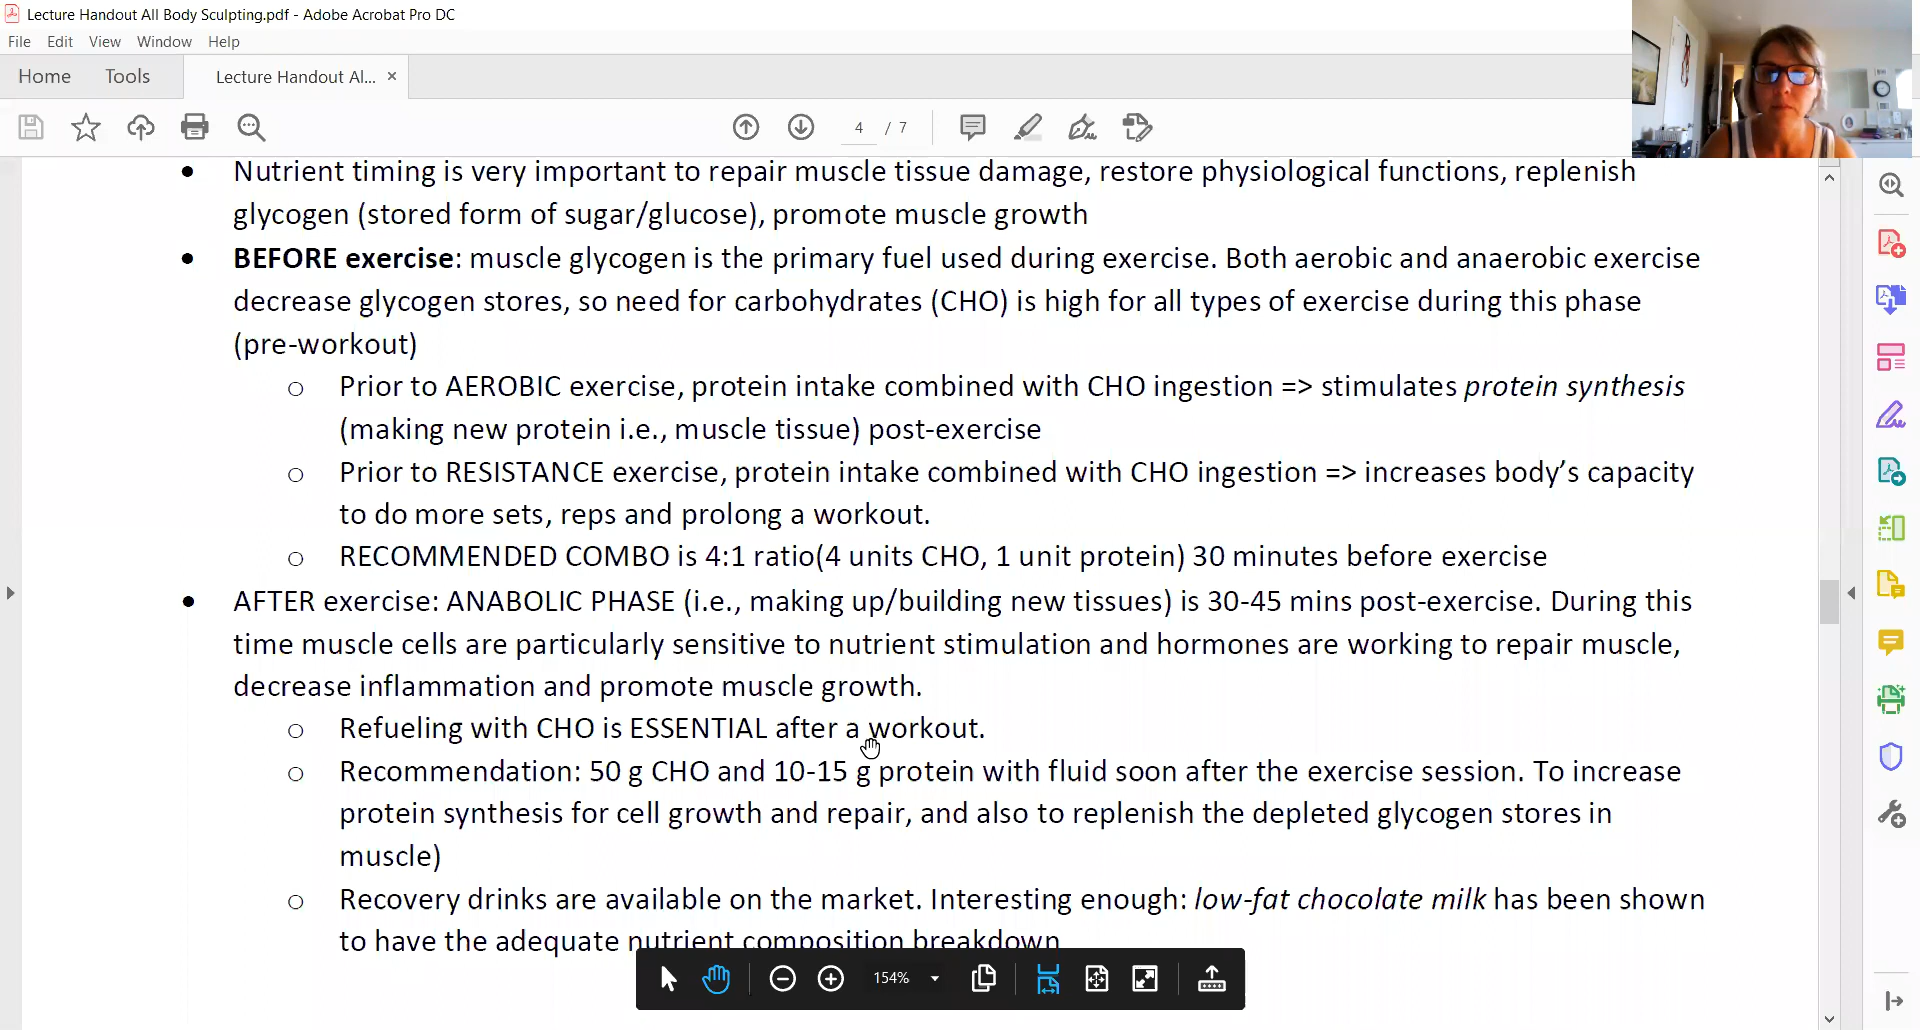 Lecture Handout All Body Sculpting.pdf - Adobe Acrobat Pro DC
File Edit View Window Help
Home Tools Lecture Handout Al... ×
4 / 7
• Nutrient timing is very important to repair muscle tissue damage, restore physiological functions, replenish
glycogen (stored form of sugar/glucose), promote muscle growth
• BEFORE exercise: muscle glycogen is the primary fuel used during exercise. Both aerobic and anaerobic exercise
decrease glycogen stores, so need for carbohydrates (CHO) is high for all types of exercise during this phase
(pre-workout)
o Prior to AEROBIC exercise, protein intake combined with CHO ingestion => stimulates protein synthesis
(making new protein i.e., muscle tissue) post-exercise
o Prior to RESISTANCE exercise, protein intake combined with CHO ingestion => increases body’s capacity
to do more sets, reps and prolong a workout.
o RECOMMENDED COMBO is 4:1 ratio(4 units CHO, 1 unit protein) 30 minutes before exercise
• AFTER exercise: ANABOLIC PHASE (i.e., making up/building new tissues) is 30-45 mins post-exercise. During this
time muscle cells are particularly sensitive to nutrient stimulation and hormones are working to repair muscle,
decrease inflammation and promote muscle growth.
o Refueling with CHO is ESSENTIAL after a workout.
o Recommendation: 50 g CHO and 10-15 g protein with fluid soon after the exercise session. To increase
protein synthesis for cell growth and repair, and also to replenish the depleted glycogen stores in
muscle)
o Recovery drinks are available on the market. Interesting enough: low-fat chocolate milk has been shown
to have the adequate nutrient composition breakdown
154%